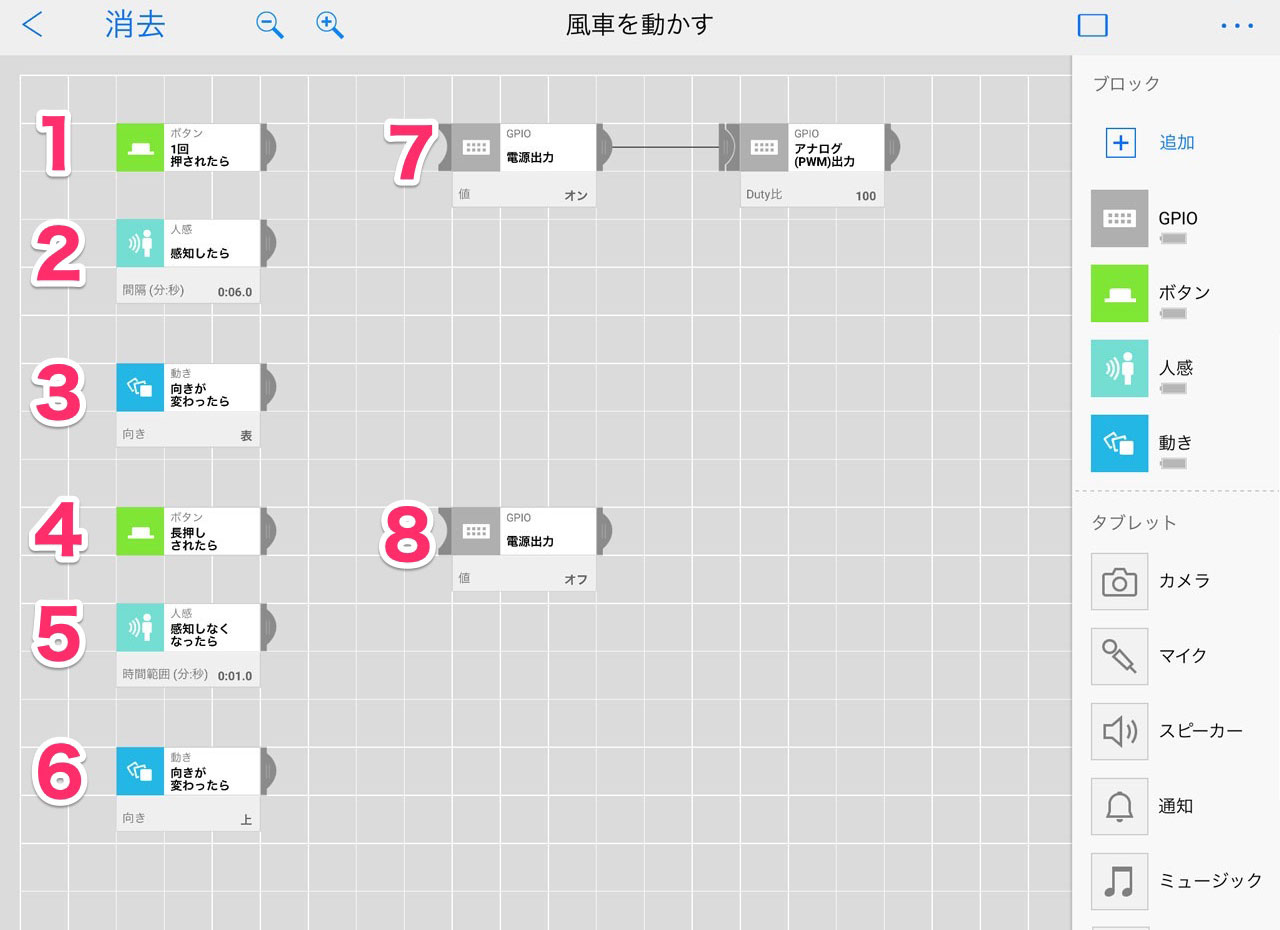 消去
風車を動かす
1
ボタン
1回
押されたら
2
人感
感知したら
間隔 (分:秒) 0:06.0
3
動き
向きが
変わったら
向き 表
4
ボタン
長押し
されたら
5
人感
感知しなく
なったら
時間範囲 (分:秒) 0:01.0
6
動き
向きが
変わったら
向き 上
7
GPIO
電源出力
値 オン
GPIO
アナログ
(PWM)出力
Duty比 100
8
GPIO
電源出力
値 オフ
ブロック
追加
GPIO
ボタン
人感
動き
タブレット
カメラ
マイク
スピーカー
通知
ミュージック